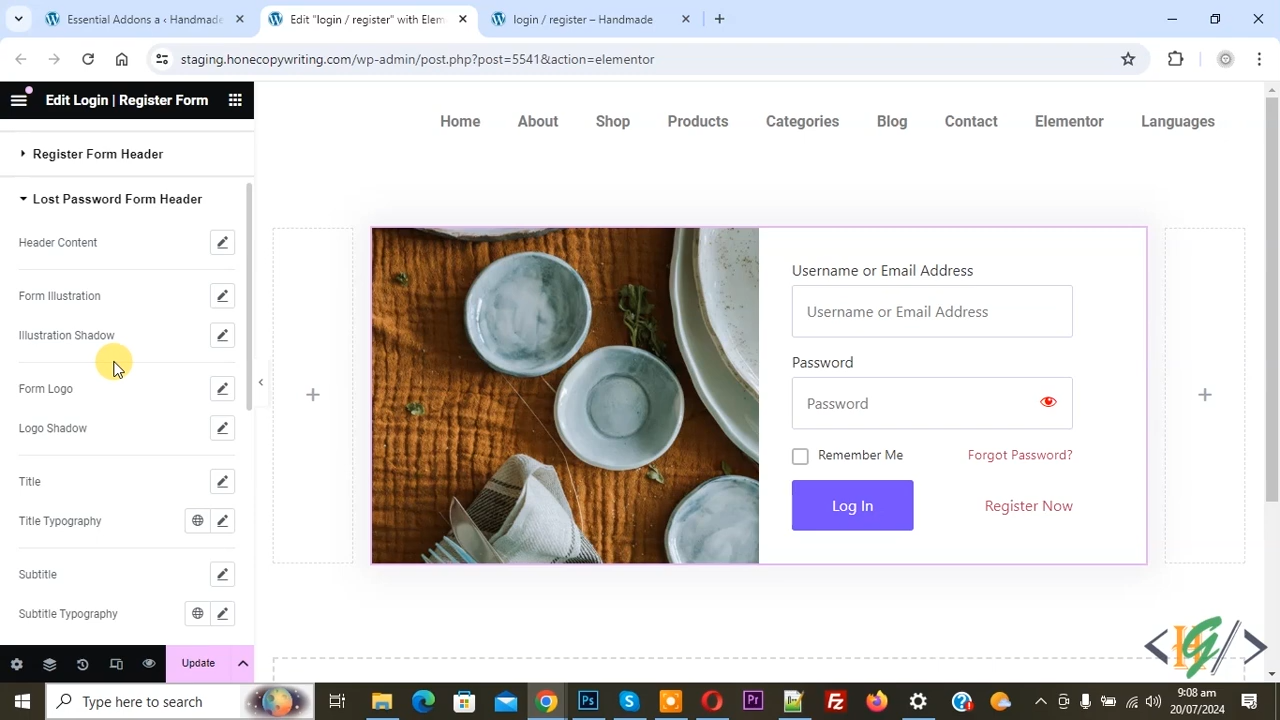 Essential Addons a ‹ Handmade
Edit "login / register" with Elem
login / register – Handmade
staging.honecopywriting.com/wp-admin/post.php?post=5541&action=elementor
Edit Login | Register Form
Register Form Header
Lost Password Form Header
Header Content
Form Illustration
Illustration Shadow
Form Logo
Logo Shadow
Title
Title Typography
Subtitle
Subtitle Typography
Update
Home About Shop Products Categories Blog Contact Elementor Languages
Username or Email Address
Username or Email Address
Password
Password
Remember Me Forgot Password?
Log In Register Now
Type here to search
9:08 am
20/07/2024